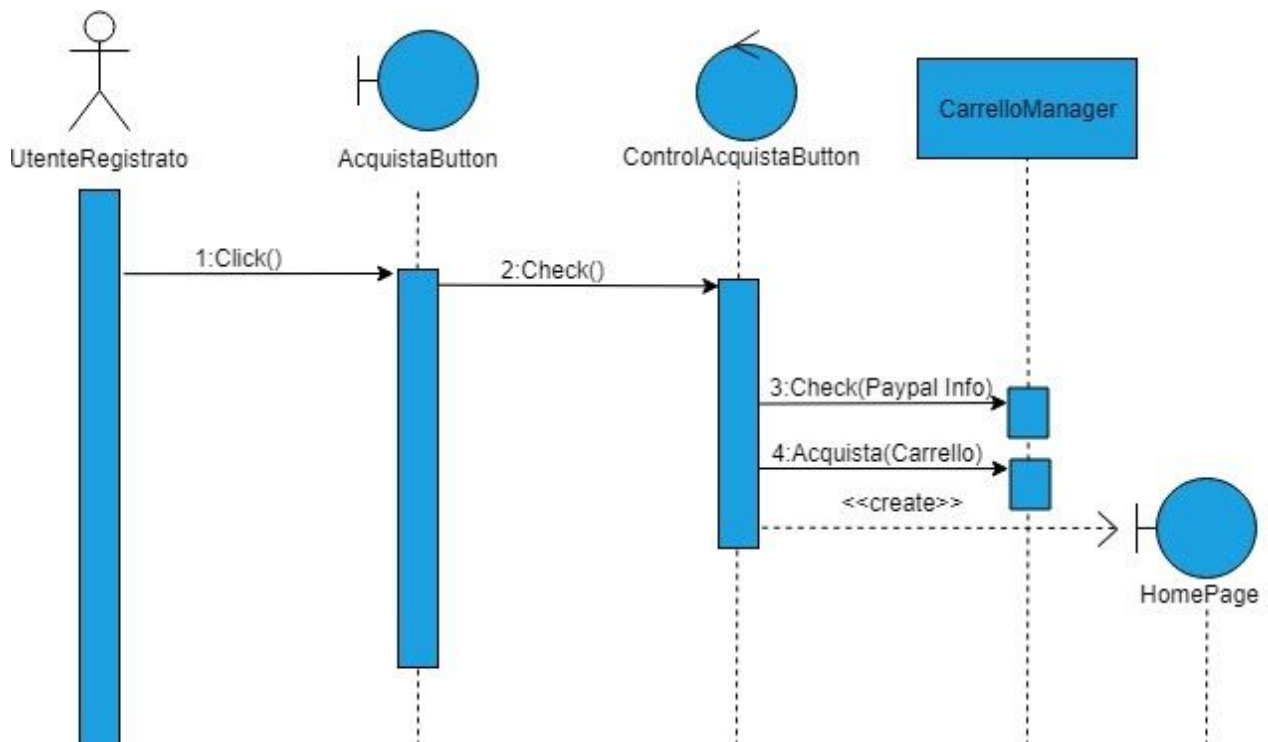 CarrelloManager
UtenteRegistrato
AcquistaButton
ControlAcquistaButton
1:Click()
2:Check()
3:Check(Paypal Info)
4:Acquista(Carrello)
<<create>>
HomePage